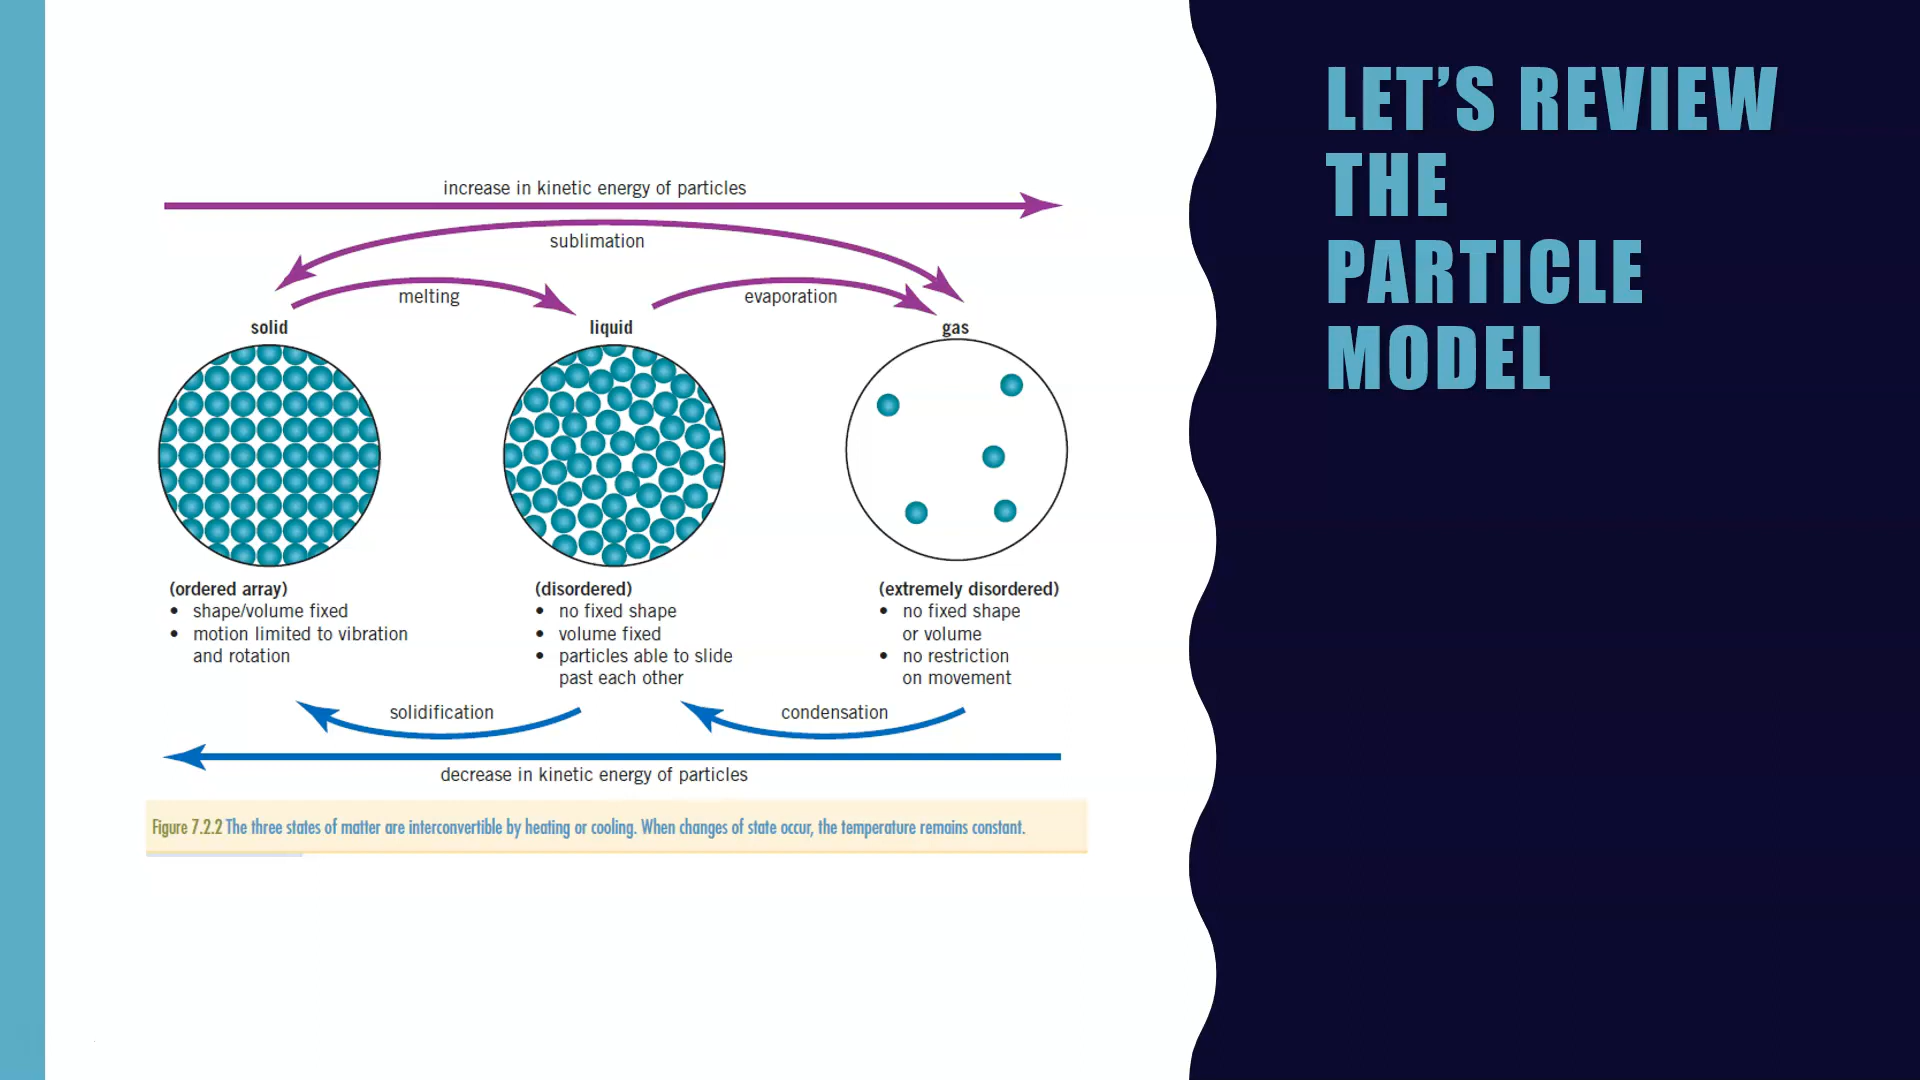 LET’S REVIEW
THE
PARTICLE
MODEL
increase in kinetic energy of particles
sublimation
melting
evaporation
solid
liquid
gas
(ordered array)
• shape/volume fixed
• motion limited to vibration
and rotation
(disordered)
• no fixed shape
• volume fixed
• particles able to slide
past each other
(extremely disordered)
• no fixed shape
or volume
• no restriction
on movement
solidification
condensation
decrease in kinetic energy of particles
Figure 7.2.2 The three states of matter are interconvertible by heating or cooling. When changes of state occur, the temperature remains constant.